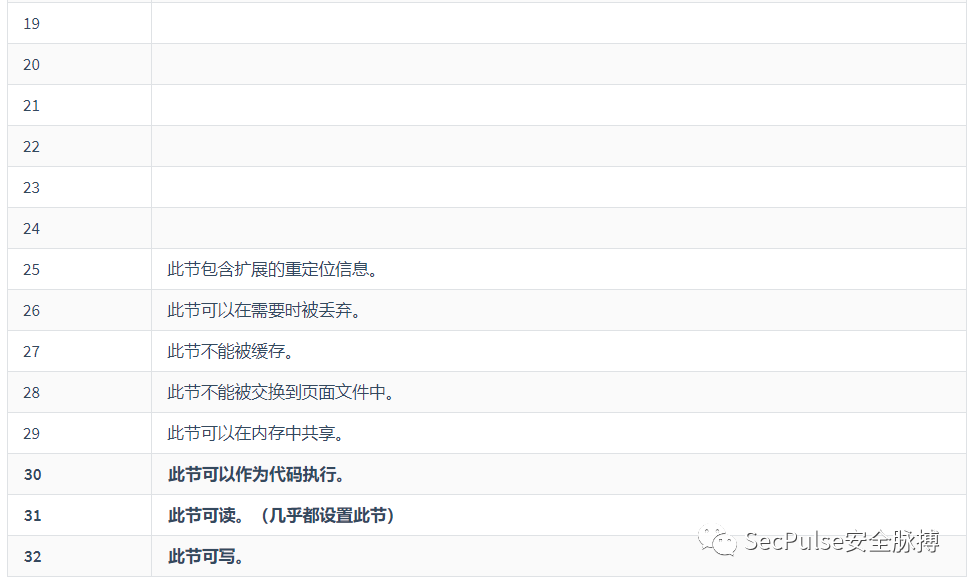 19
20
21
22
23
24
25 此节包含扩展的重定位信息。
26 此节可以在需要时被丢弃。
27 此节不能被缓存。
28 此节不能被交换到页面文件中。
29 此节可以在内存中共享。
30 此节可以作为代码执行。
31 此节可读。（几乎都设置此节）
32 此节可写。
SecPulse安全脉搏